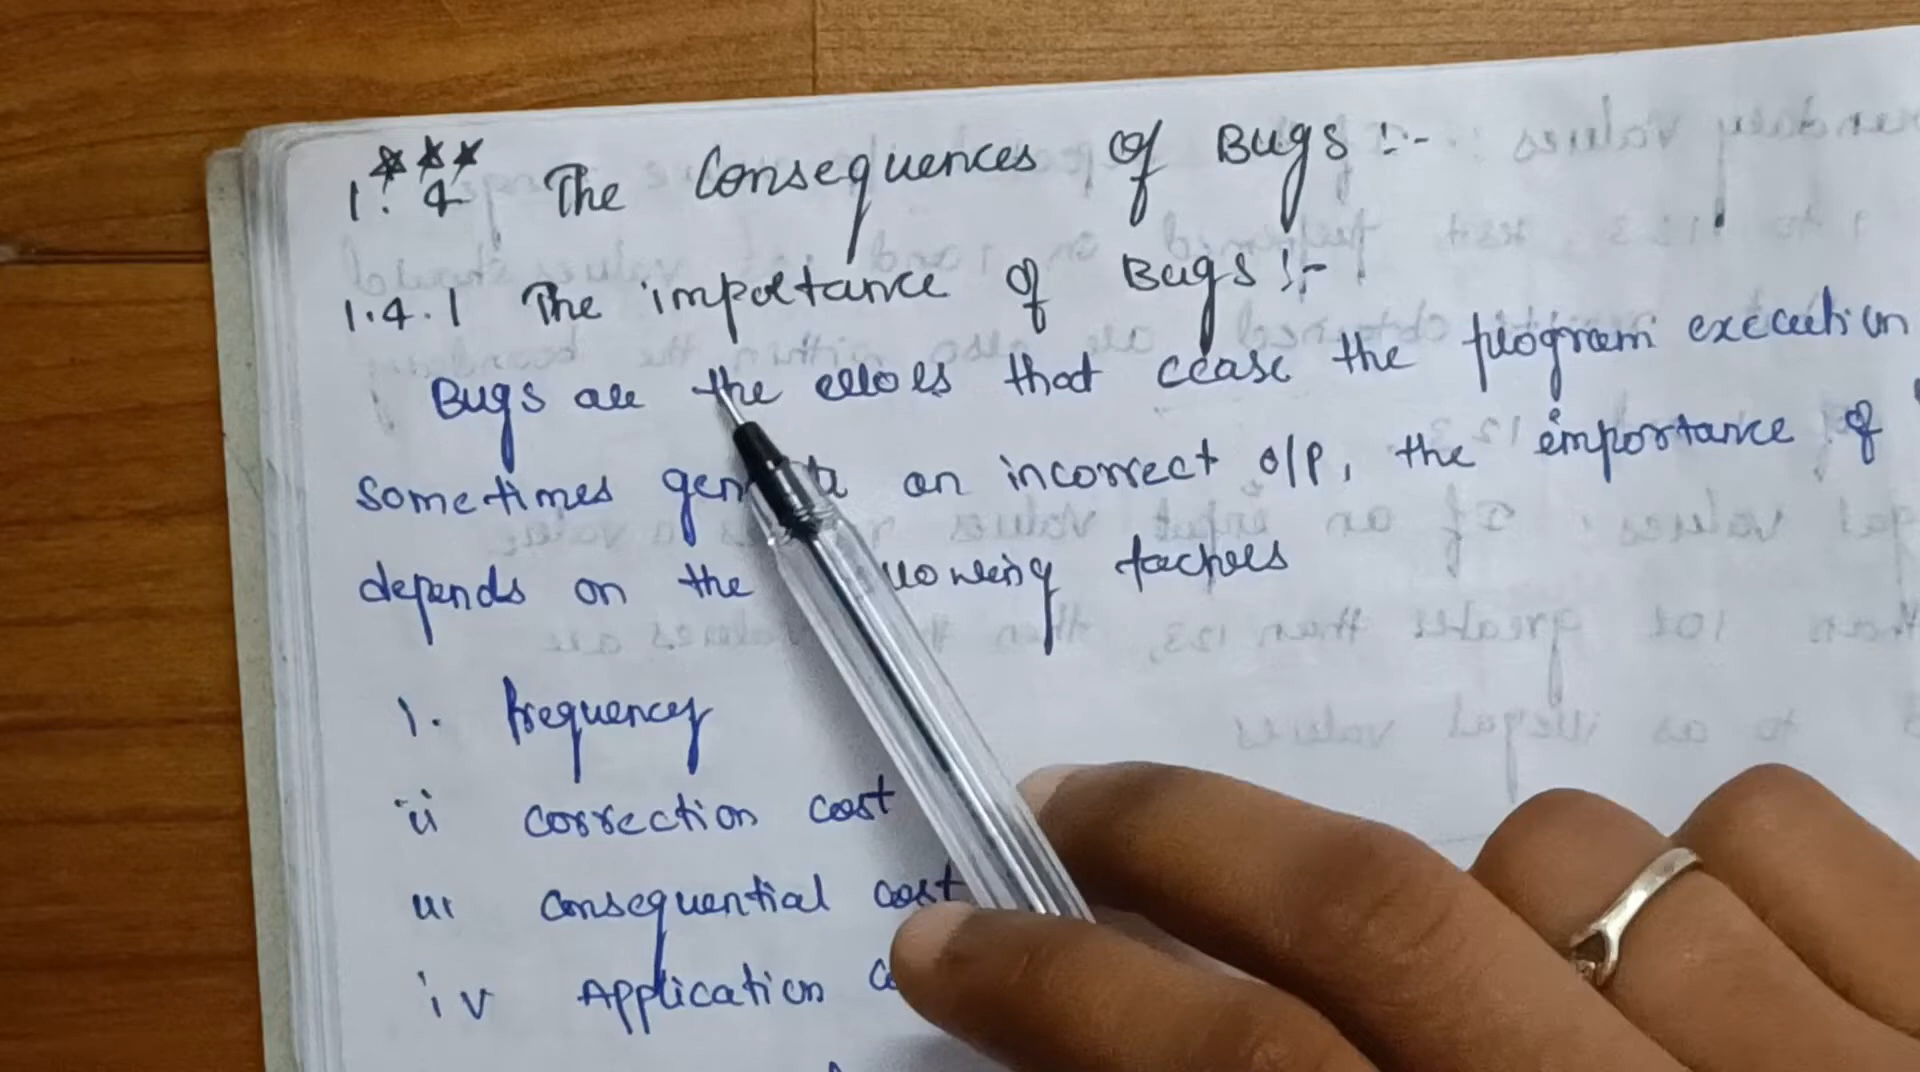 *** 1.4 The Consequences of Bugs :-
1.4.1 The importance of Bugs :-
Bugs are the errors that cease the program execution
sometimes an incorrect o/p, the importance of
depends on the factors
i. frequency
ii correction cost
iii consequential cost
iv Application